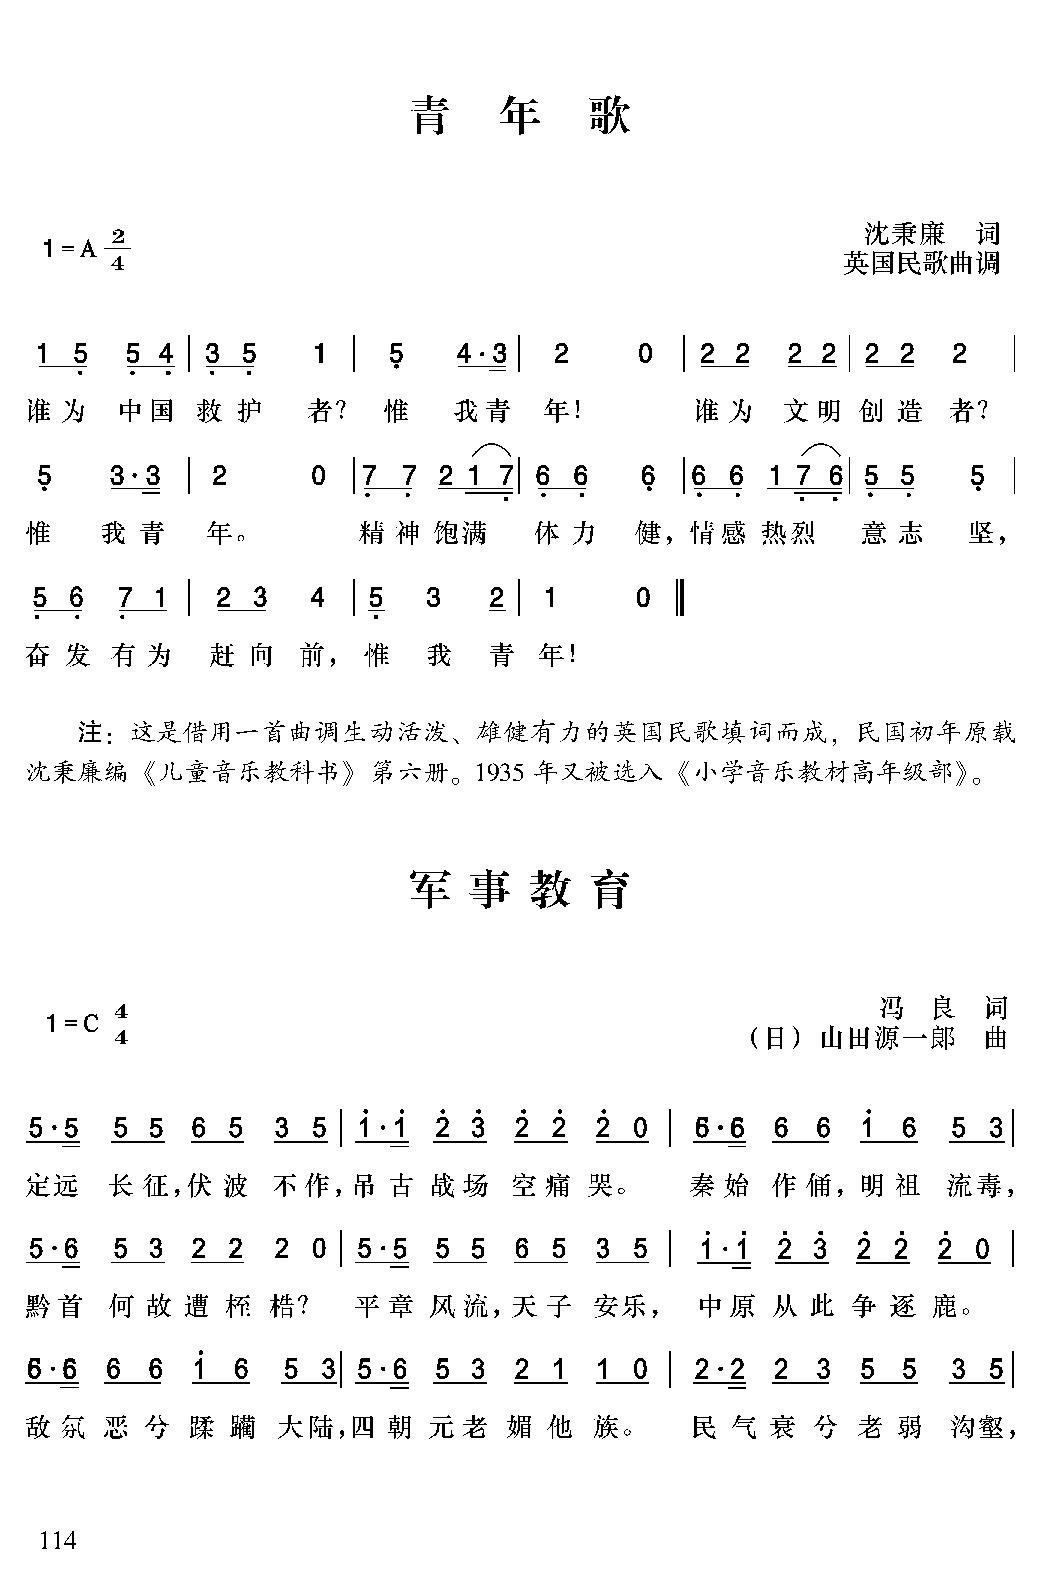 青年歌
1=A 2/4
沈秉廉 词
英国民歌曲调
1 5 5 4 | 3 5 1 | 5 4·3 | 2 0 | 2 2 2 2 | 2 2 2 |
谁为 中国 救护 者? 惟 我青 年! 谁为 文明 创造 者?
5 3·3 | 2 0 | 7 7 2 1 7 | 6 6 6 | 6 6 1 7 6 | 5 5 5 |
惟 我青 年。 精神 饱满 体力 健, 情感 热烈 意志 坚,
5 6 7 1 | 2 3 4 | 5 3 2 | 1 0 ‖
奋发 有为 赶向 前, 惟 我 青 年!
注: 这是借用一首曲调生动活泼、雄健有力的英国民歌填词而成, 民国初年原载
沈秉廉编《儿童音乐教科书》第六册。1935 年又被选入《小学音乐教材高年级部》。
军事教育
1=C 4/4
冯 良 词
(日) 山田源一郎 曲
5·5 5 5 6 5 3 5 | 1·1 2 3 2 2 2 0 | 6·6 6 6 1 6 5 3 |
定远 长征, 伏波 不作, 吊古 战场 空痛 哭。 秦始 作俑, 明祖 流毒,
5·6 5 3 2 2 2 0 | 5·5 5 5 6 5 3 5 | 1·1 2 3 2 2 2 0 |
黔首 何故 遭桎 梏? 平章 风流, 天子 安乐, 中原 从此 争逐 鹿。
6·6 6 6 1 6 5 3 | 5·6 5 3 2 1 1 0 | 2·2 2 3 5 5 3 5 |
敌氛 恶兮 蹂躏 大陆, 四朝 元老 媚他 族。 民气 衰兮 老弱 沟壑,
114